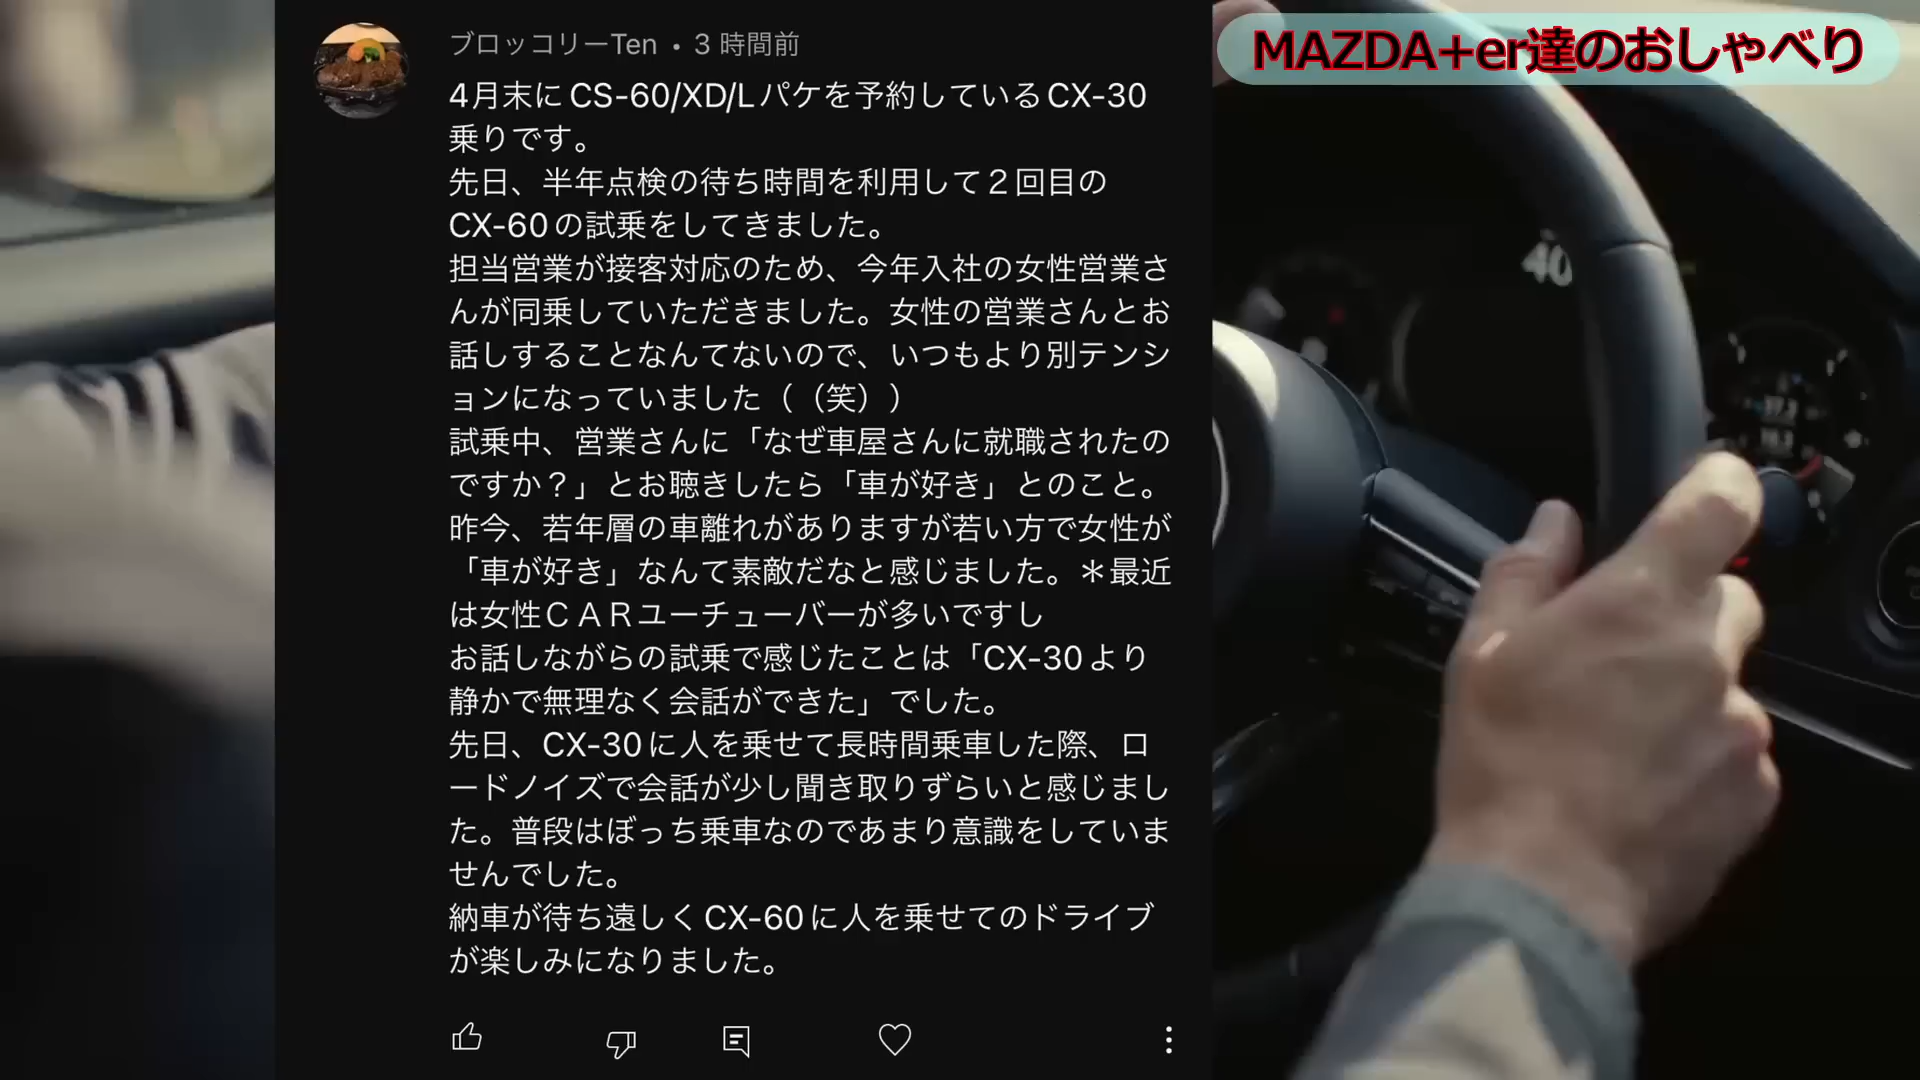 ブロッコリーTen • 3 時間前
MAZDA+er達のおしゃべり
4月末にCS-60/XD/Lパケを予約しているCX-30
乗りです。
先日、半年点検の待ち時間を利用して２回目の
CX-60の試乗をしてきました。
担当営業が接客対応のため、今年入社の女性営業さ
んが同乗していただきました。女性の営業さんとお
話しすることなんてないので、いつもより別テンシ
ョンになっていました（（笑））
試乗中、営業さんに「なぜ車屋さんに就職されたの
ですか？」とお聴きしたら「車が好き」とのこと。
昨今、若年層の車離れがありますが若い方で女性が
「車が好き」なんて素敵だなと感じました。＊最近
は女性ＣＡＲユーチューバーが多いですし
お話しながらの試乗で感じたことは「CX-30より
静かで無理なく会話ができた」でした。
先日、CX-30に人を乗せて長時間乗車した際、ロ
ードノイズで会話が少し聞き取りずらいと感じまし
た。普段はぼっち乗車なのであまり意識をしていま
せんでした。
納車が待ち遠しくCX-60に人を乗せてのドライブ
が楽しみになりました。
40